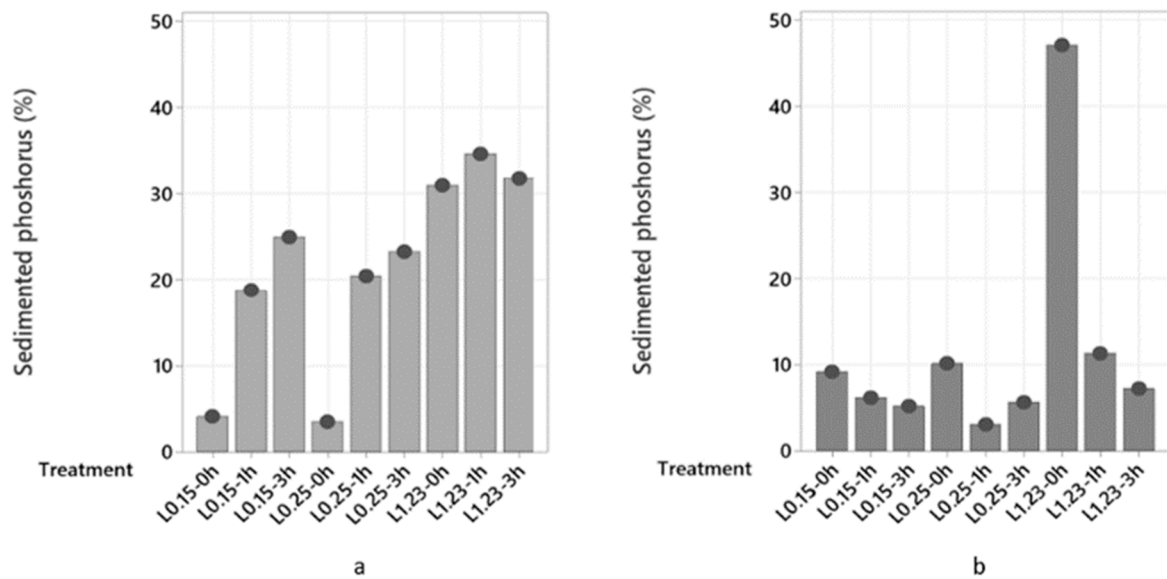 50
40
30
20
10
0
Sedimented phoshorus (%)
Treatment
L0.15-0h
L0.15-1h
L0.15-3h
L0.25-0h
L0.25-1h
L0.25-3h
L1.23-0h
L1.23-1h
L1.23-3h
a
50
40
30
20
10
0
Sedimented phoshorus (%)
Treatment
L0.15-0h
L0.15-1h
L0.15-3h
L0.25-0h
L0.25-1h
L0.25-3h
L1.23-0h
L1.23-1h
L1.23-3h
b